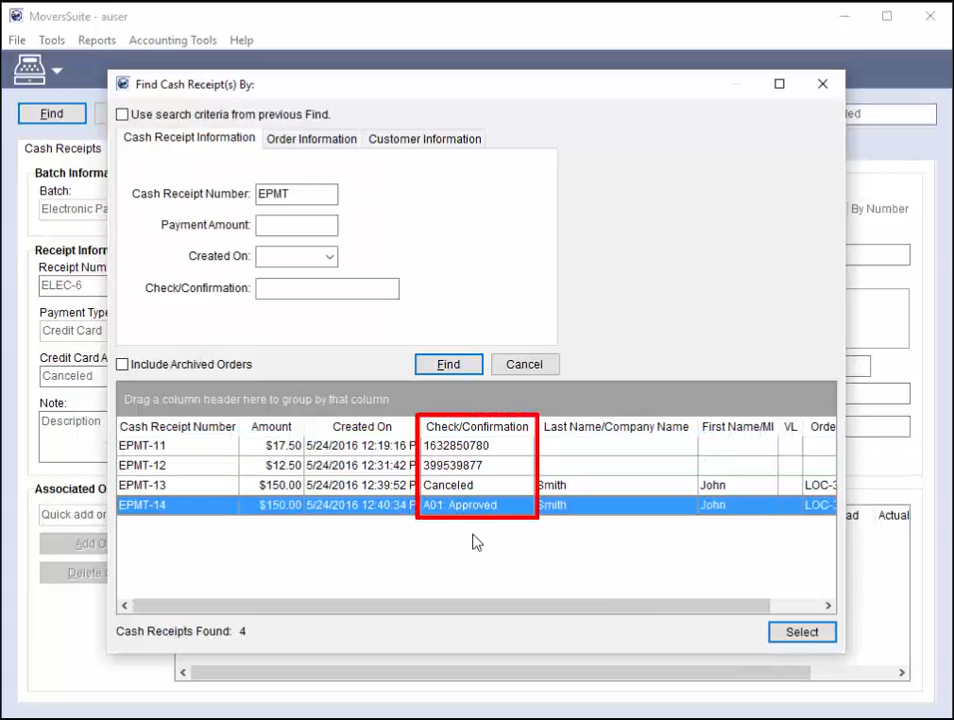 MoversSuite - auser
File Tools Reports Accounting Tools Help
Find
Cash Receipts
Batch Informa
Batch:
Electronic Pa
Receipt Inforn
Receipt Num
ELEC-6
Payment Type
Credit Card
Credit Card A
Canceled
Note:
Description
Associated O
Quick add or
Add O
Delete
By Number
ad Actual
Find Cash Receipt(s) By:
Use search criteria from previous Find.
Cash Receipt Information Order Information Customer Information
Cash Receipt Number: EPMT
Payment Amount:
Created On:
Check/Confirmation:
Include Archived Orders
Find Cancel
Drag a column header here to group by that column
Cash Receipt Number Amount Created On Check/Confirmation Last Name/Company Name First Name/MI VL Orde
EPMT-11 $17.50 5/24/2016 12:19:16 P 1632850780
EPMT-12 $12.50 5/24/2016 12:31:42 P 399539877
EPMT-13 $150.00 5/24/2016 12:39:52 P Canceled Smith John LOC-3
EPMT-14 $150.00 5/24/2016 12:40:34 P A01: Approved Smith John LOC-3
Cash Receipts Found: 4
Select